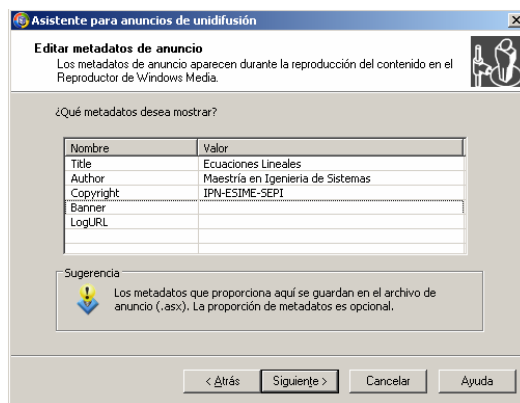 Asistente para anuncios de unidifusión
Editar metadatos de anuncio
Los metadatos de anuncio aparecen durante la reproducción del contenido en el
Reproductor de Windows Media.
¿Qué metadatos desea mostrar?
Nombre Valor
Title Ecuaciones Lineales
Author Maestría en Igenieria de Sistemas
Copyright IPN-ESIME-SEPI
Banner
LogURL
Sugerencia
Los metadatos que proporciona aquí se guardan en el archivo de
anuncio (.asx). La proporción de metadatos es opcional.
< Atrás Siguiente > Cancelar Ayuda